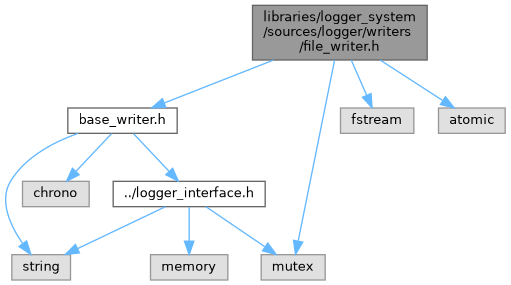 libraries/logger_system
/sources/logger/writers
/file_writer.h
base_writer.h
fstream
atomic
chrono
../logger_interface.h
string
memory
mutex